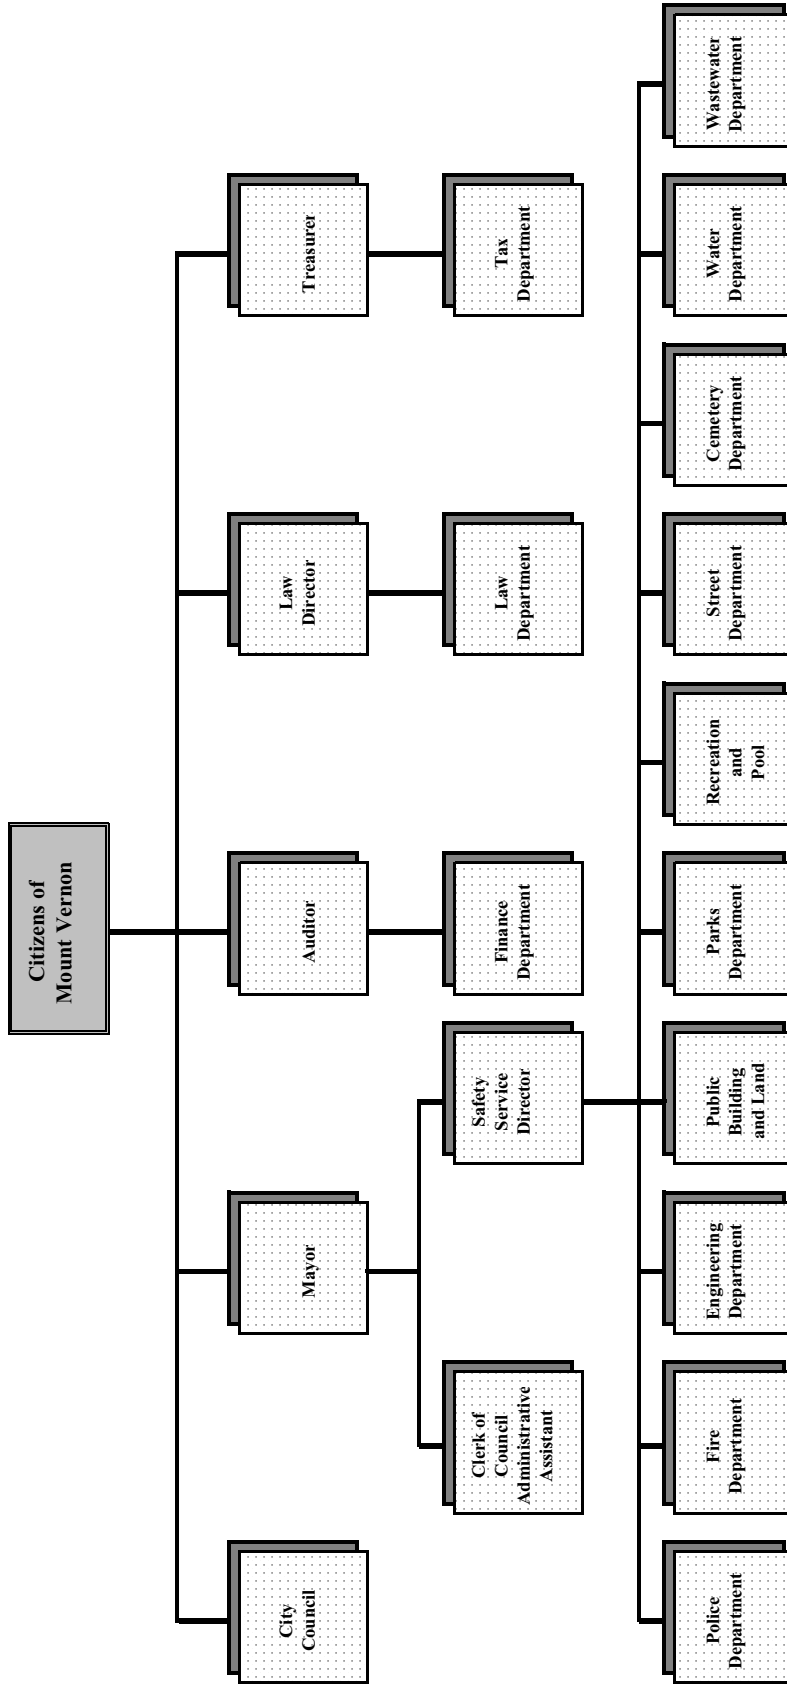 Citizens of
Mount Vernon
City
Council
Mayor
Auditor
Law
Director
Treasurer
Clerk of
Council
Administrative
Assistant
Safety
Service
Director
Finance
Department
Law
Department
Tax
Department
Police
Department
Fire
Department
Engineering
Department
Public
Building
and Land
Parks
Department
Recreation
and
Pool
Street
Department
Cemetery
Department
Water
Department
Wastewater
Department